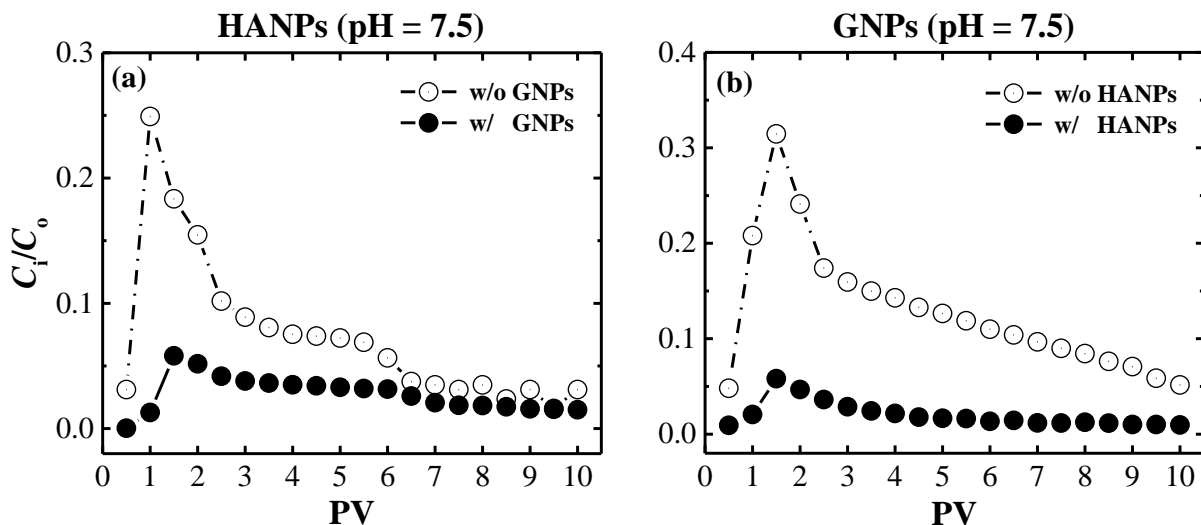 HANPs (pH = 7.5)
(a)
w/o GNPs
w/ GNPs
0.3
0.2
0.1
0.0
Ci/Co
0 1 2 3 4 5 6 7 8 9 10
PV
GNPs (pH = 7.5)
(b)
w/o HANPs
w/ HANPs
0.4
0.3
0.2
0.1
0.0
0 1 2 3 4 5 6 7 8 9 10
PV